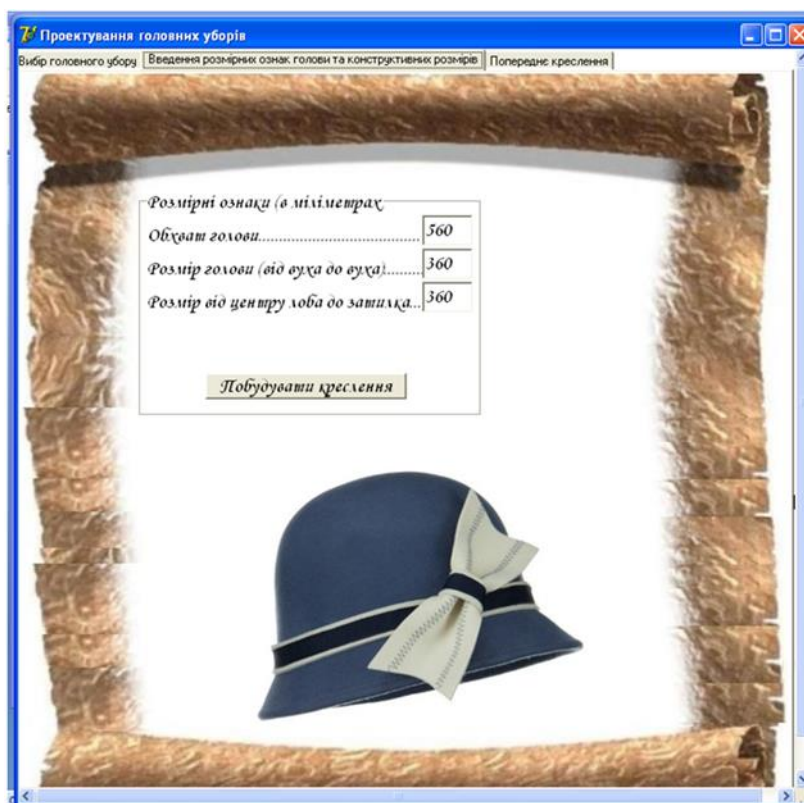 Проектування головних уборів
Вибір головного убору Введення розмірних ознак голови та конструктивних розмірів Попереднє креслення
Розмірні ознаки (в міліметрах
Обхват голови........................................ 560
Розмір голови (від вуха до вуха)......... 360
Розмір від центру лоба до затилка... 360
Побудувати креслення